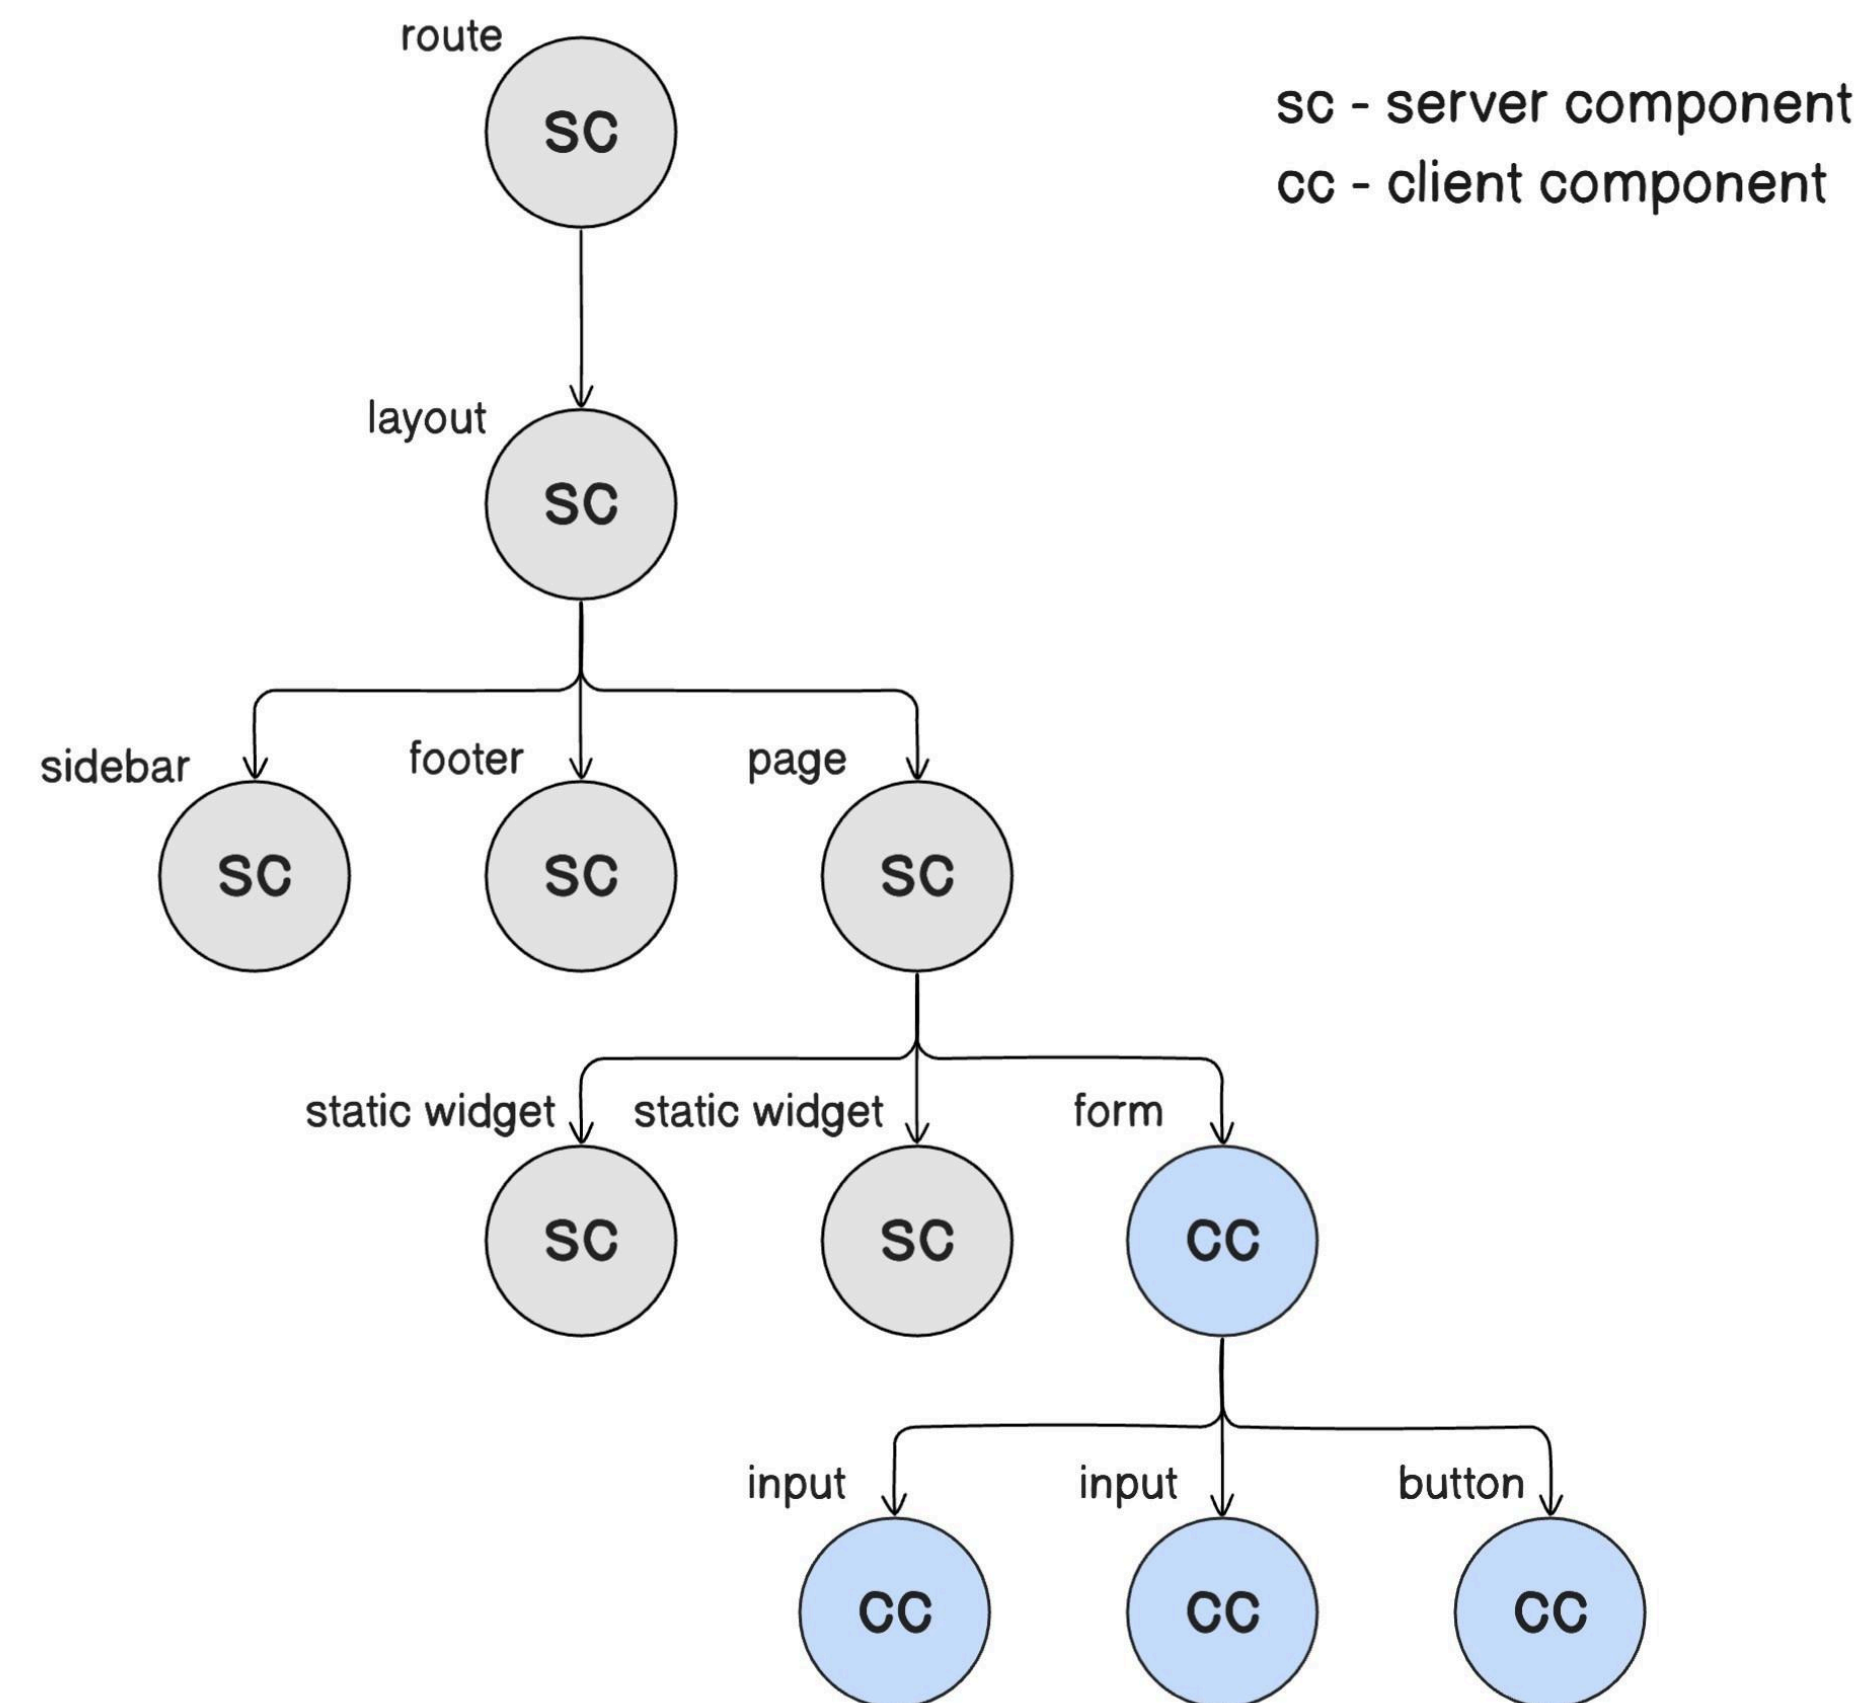 route
sc
sc - server component
cc - client component
layout
sc
sidebar
footer
page
sc
sc
sc
static widget
static widget
form
sc
sc
cc
input
input
button
cc
cc
cc